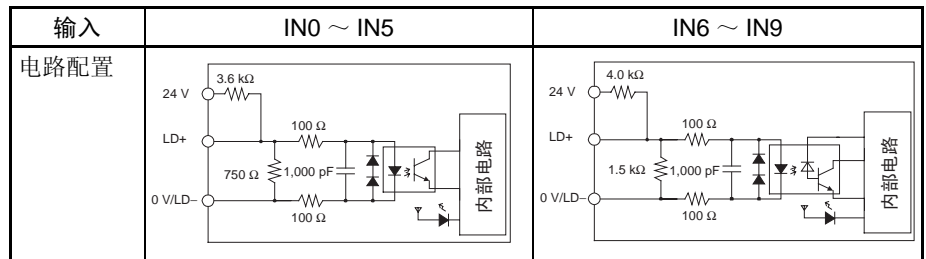 输入
IN0 ～ IN5
IN6 ～ IN9
电路配置
3.6 kΩ
24 V
100 Ω
LD+
750 Ω
1,000 pF
0 V/LD−
100 Ω
内部电路
4.0 kΩ
24 V
100 Ω
LD+
1.5 kΩ
1,000 pF
0 V/LD−
100 Ω
内部电路